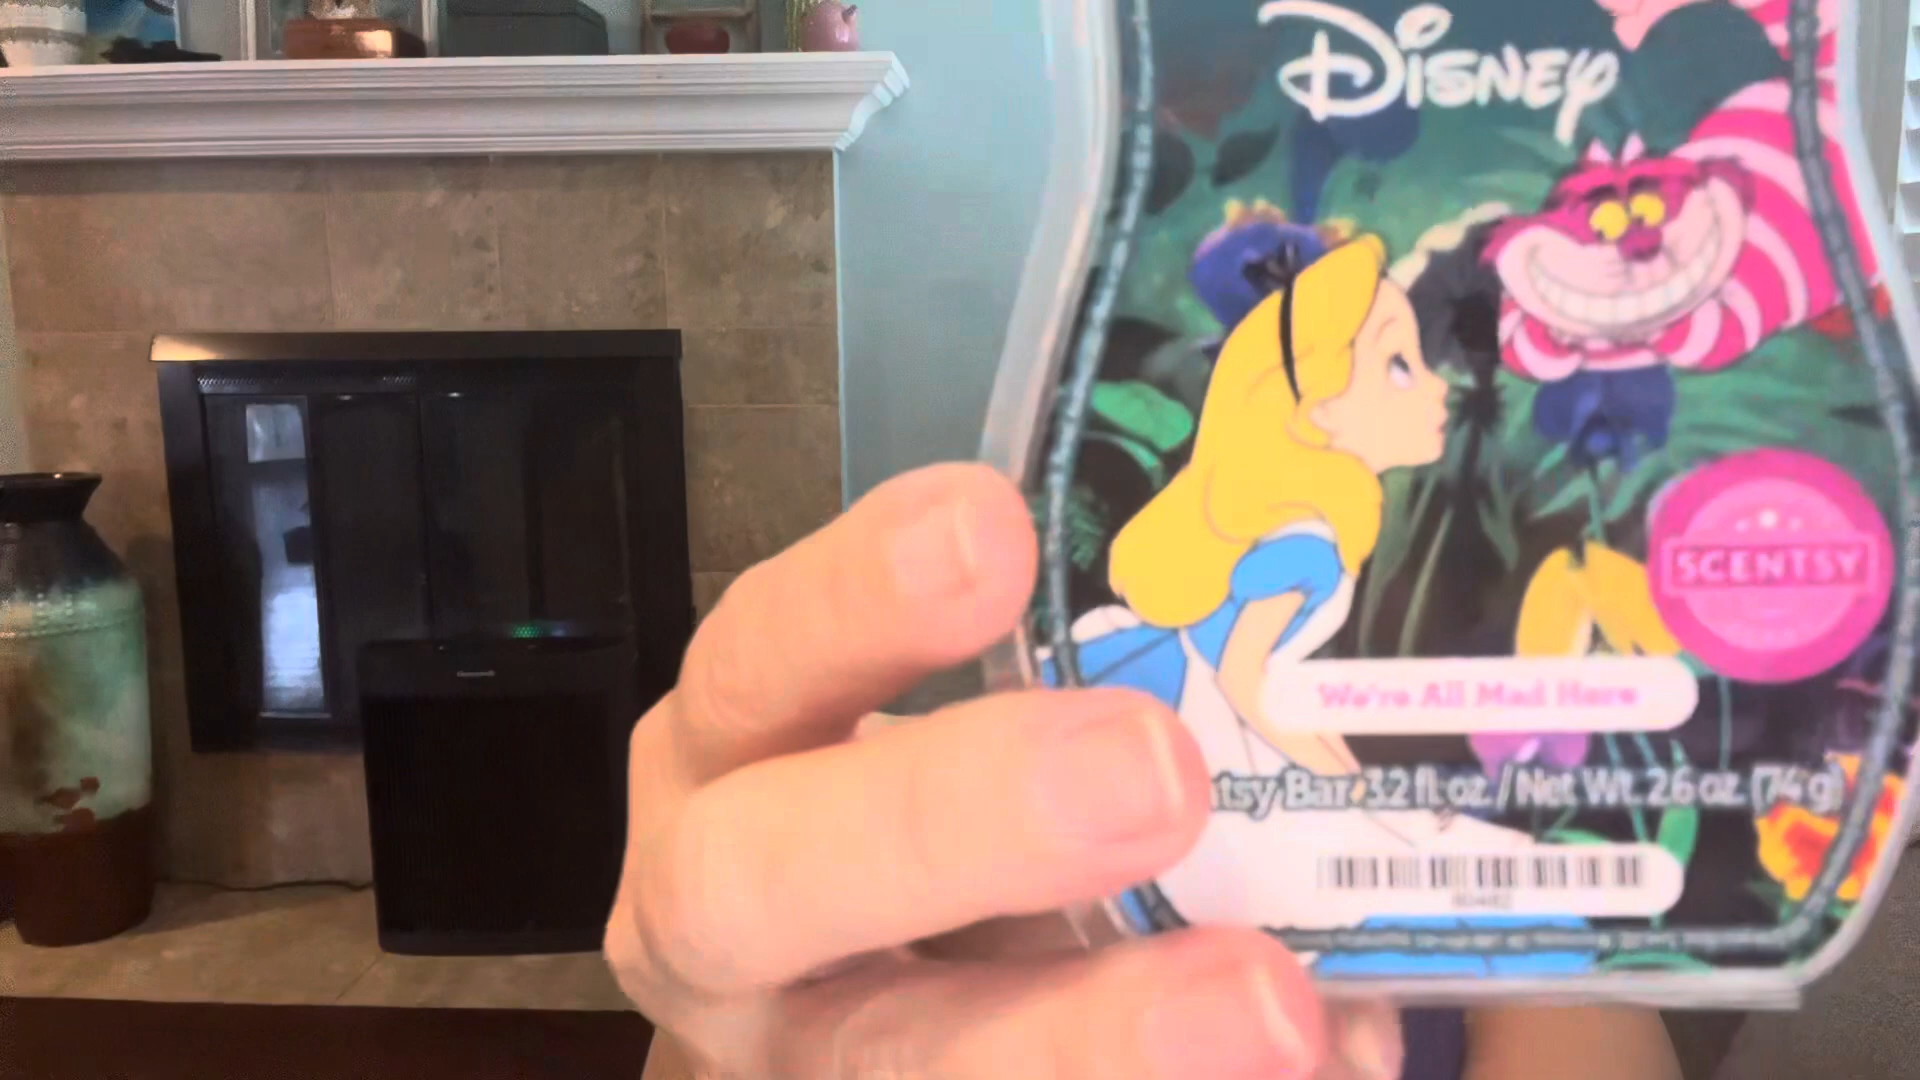 Disney
SCENTSY
We're All Mad Here
tsy Bar 3.2 fl. oz. / Net Wt. 2.6 oz. (74 g)
Honeywell